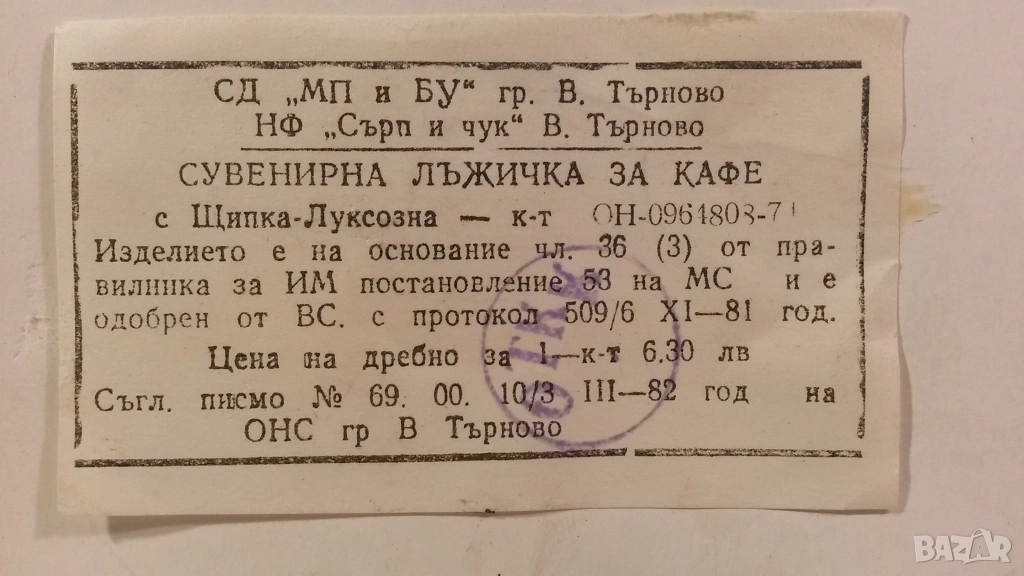 СД „МП и БУ“ гр. В. Търново
НФ „Сърп и чук“ В. Търново
СУВЕНИРНА ЛЪЖИЧКА ЗА КАФЕ
с Щипка-Луксозна — к-т ОН-0964808-71
Изделието е на основание чл. 36 (3) от пра-
вилника за ИМ постановление 53 на МС и е
одобрен от ВС. с протокол 509/6 XI—81 год.
Цена на дребно за 1—к-т 6.30 лв
Съгл. писмо № 69. 00. 10/3 III—82 год на
ОНС гр В Търново
ОТКК
BAZAR